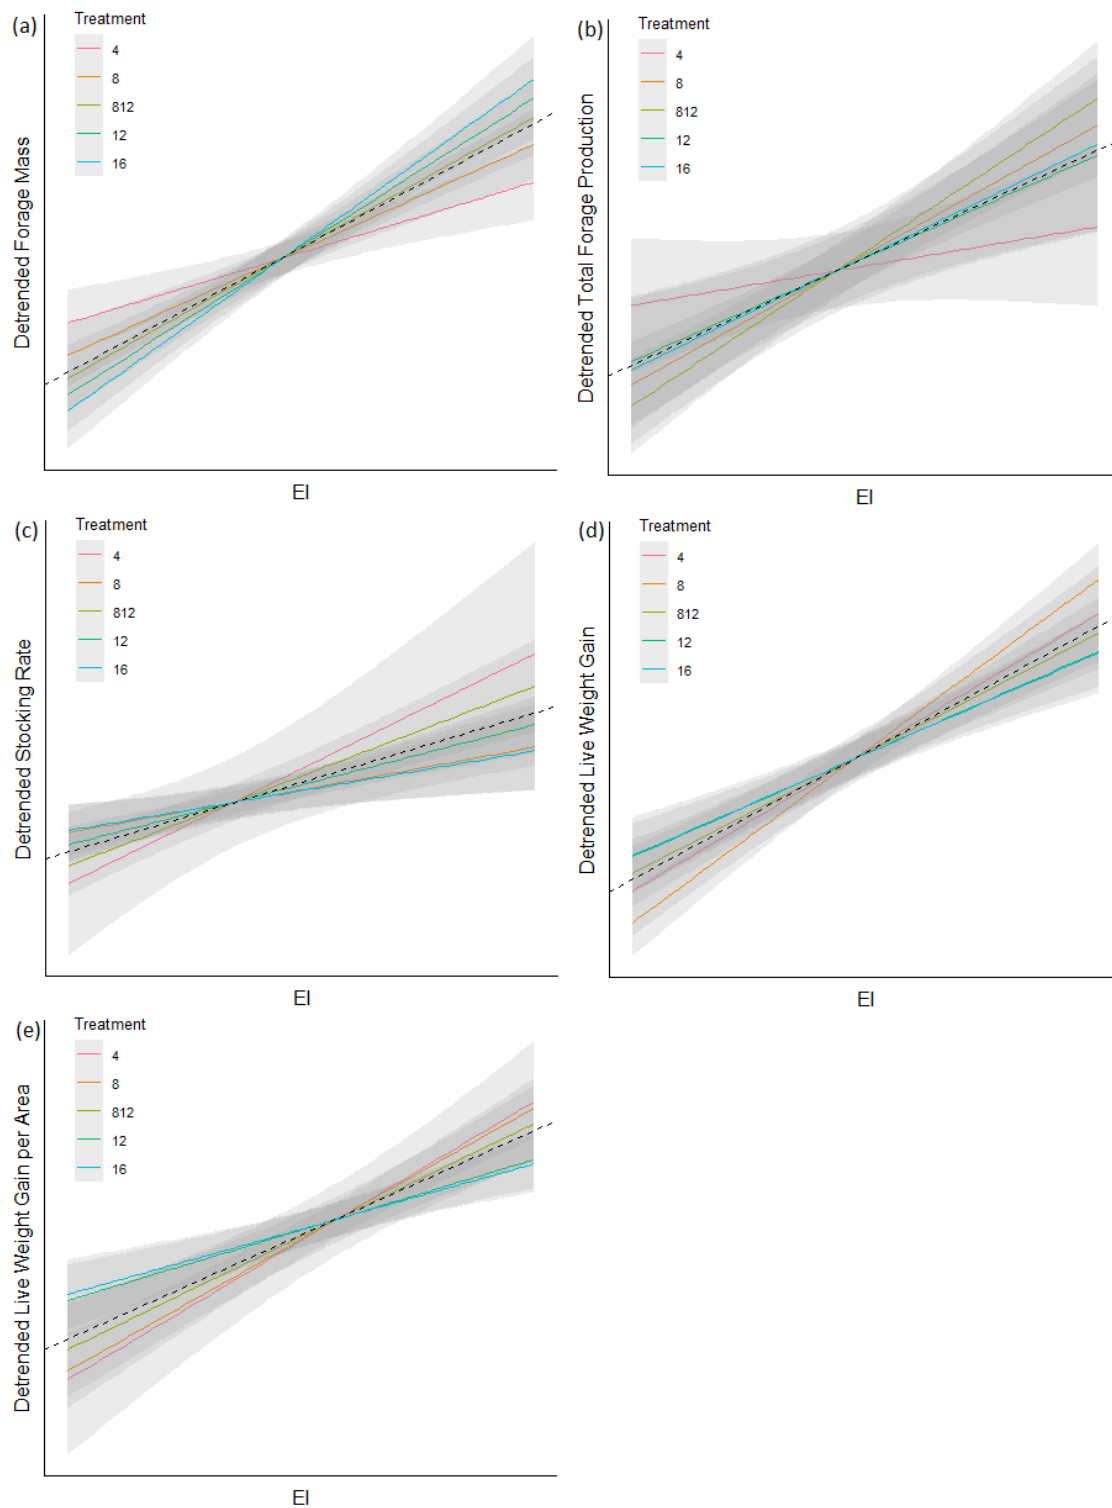 (a)
Treatment
4
8
812
12
16
Detrended Forage Mass
EI
(b)
Treatment
4
8
812
12
16
Detrended Total Forage Production
EI
(c)
Treatment
4
8
812
12
16
Detrended Stocking Rate
EI
(d)
Treatment
4
8
812
12
16
Detrended Live Weight Gain
EI
(e)
Treatment
4
8
812
12
16
Detrended Live Weight Gain per Area
EI